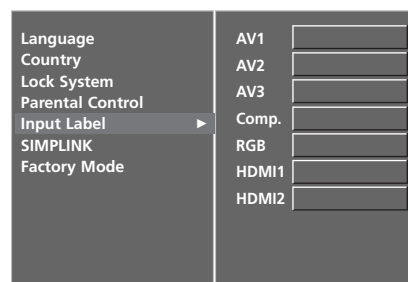 Language
Country
Lock System
Parental Control
Input Label ►
SIMPLINK
Factory Mode
AV1
AV2
AV3
Comp.
RGB
HDMI1
HDMI2